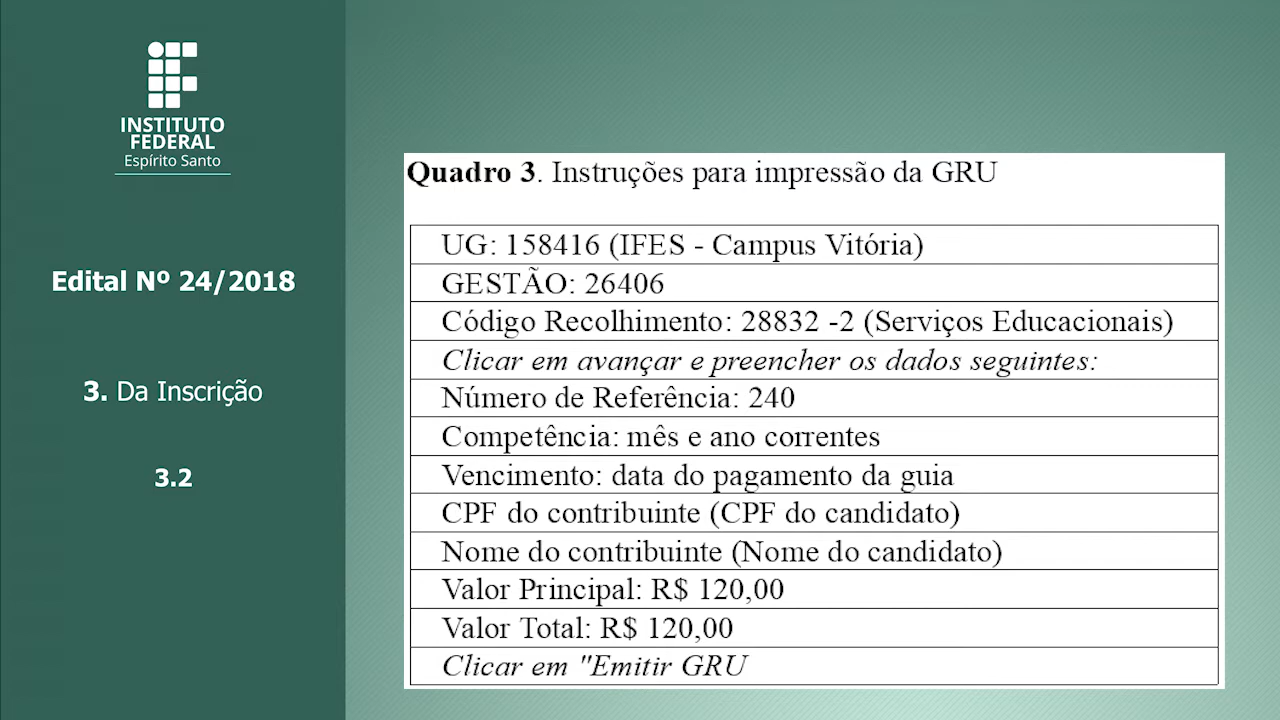 INSTITUTO
FEDERAL
Espírito Santo
Edital Nº 24/2018
3. Da Inscrição
3.2
Quadro 3. Instruções para impressão da GRU
UG: 158416 (IFES - Campus Vitória)
GESTÃO: 26406
Código Recolhimento: 28832 -2 (Serviços Educacionais)
Clicar em avançar e preencher os dados seguintes:
Número de Referência: 240
Competência: mês e ano correntes
Vencimento: data do pagamento da guia
CPF do contribuinte (CPF do candidato)
Nome do contribuinte (Nome do candidato)
Valor Principal: R$ 120,00
Valor Total: R$ 120,00
Clicar em "Emitir GRU